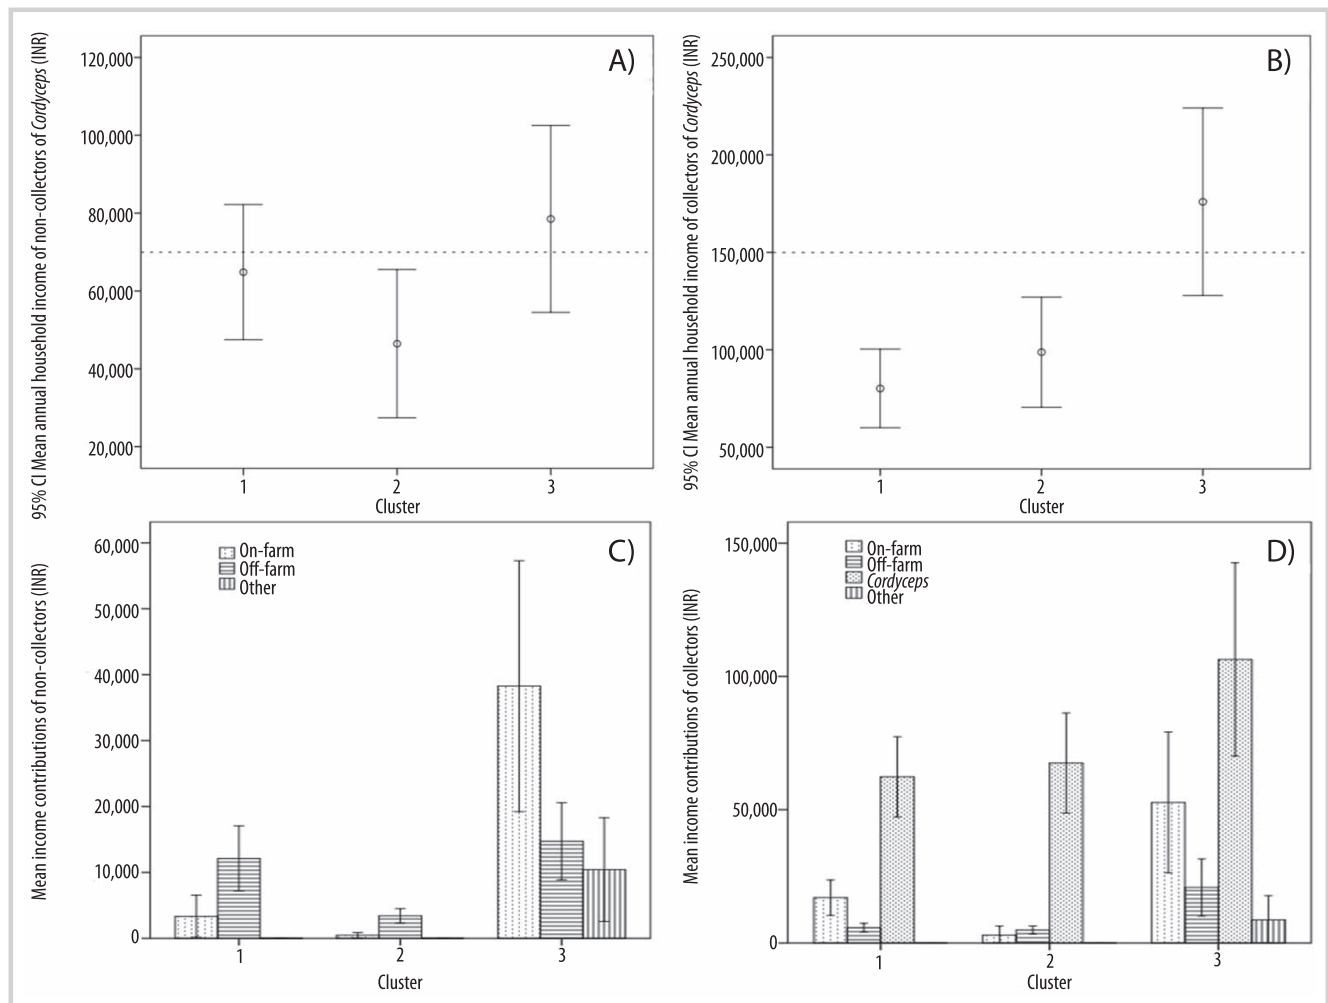 A)
95% CI Mean annual household income of non-collectors of Cordyceps (INR)
120,000
100,000
80,000
60,000
40,000
20,000
1
2
3
Cluster
B)
95% CI Mean annual household income of collectors of Cordyceps (INR)
250,000
200,000
150,000
100,000
50,000
1
2
3
Cluster
C)
Mean income contributions of non-collectors (INR)
60,000
50,000
40,000
30,000
20,000
10,000
0
On-farm
Off-farm
Other
1
2
3
Cluster
D)
Mean income contributions of collectors (INR)
150,000
100,000
50,000
0
On-farm
Off-farm
Cordyceps
Other
1
2
3
Cluster